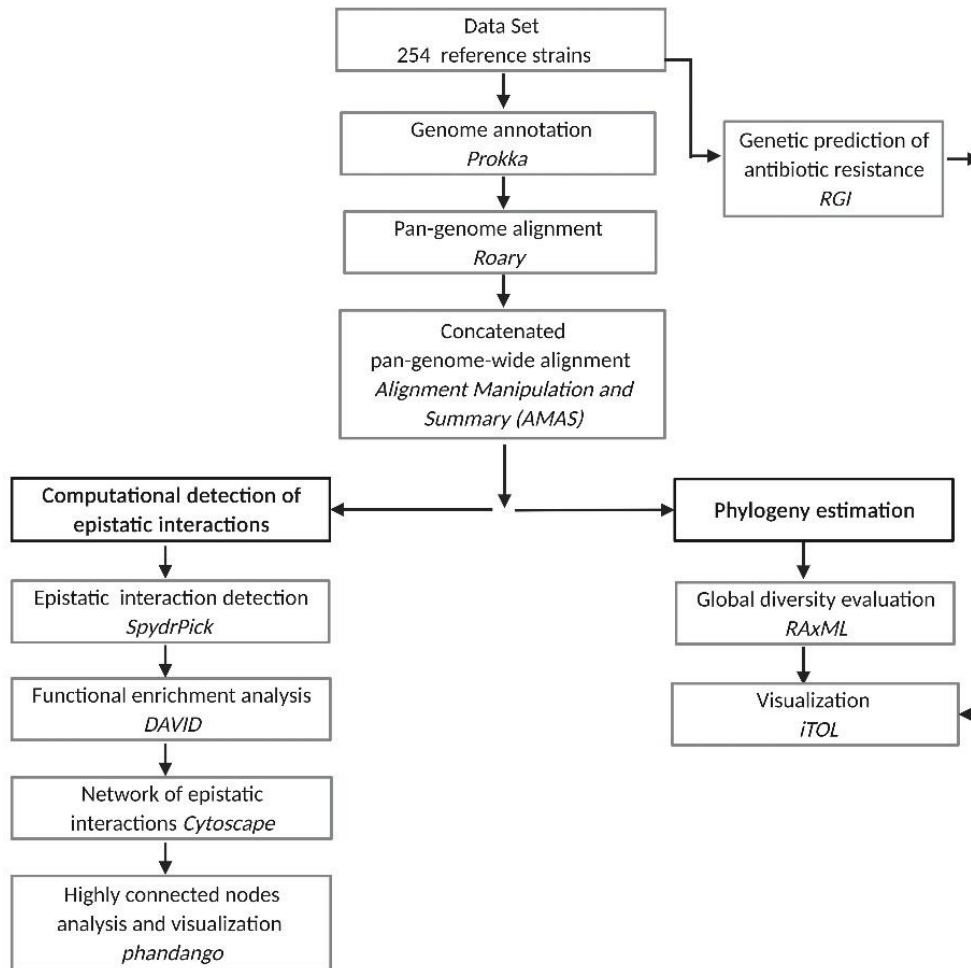 Data Set
254 reference strains
Genome annotation
Prokka
Genetic prediction of
antibiotic resistance
RGI
Pan-genome alignment
Roary
Concatenated
pan-genome-wide alignment
Alignment Manipulation and
Summary (AMAS)
Computational detection of
epistatic interactions
Phylogeny estimation
Epistatic interaction detection
SpydrPick
Global diversity evaluation
RAxML
Functional enrichment analysis
DAVID
Visualization
iTOL
Network of epistatic
interactions Cytoscape
Highly connected nodes
analysis and visualization
phandango